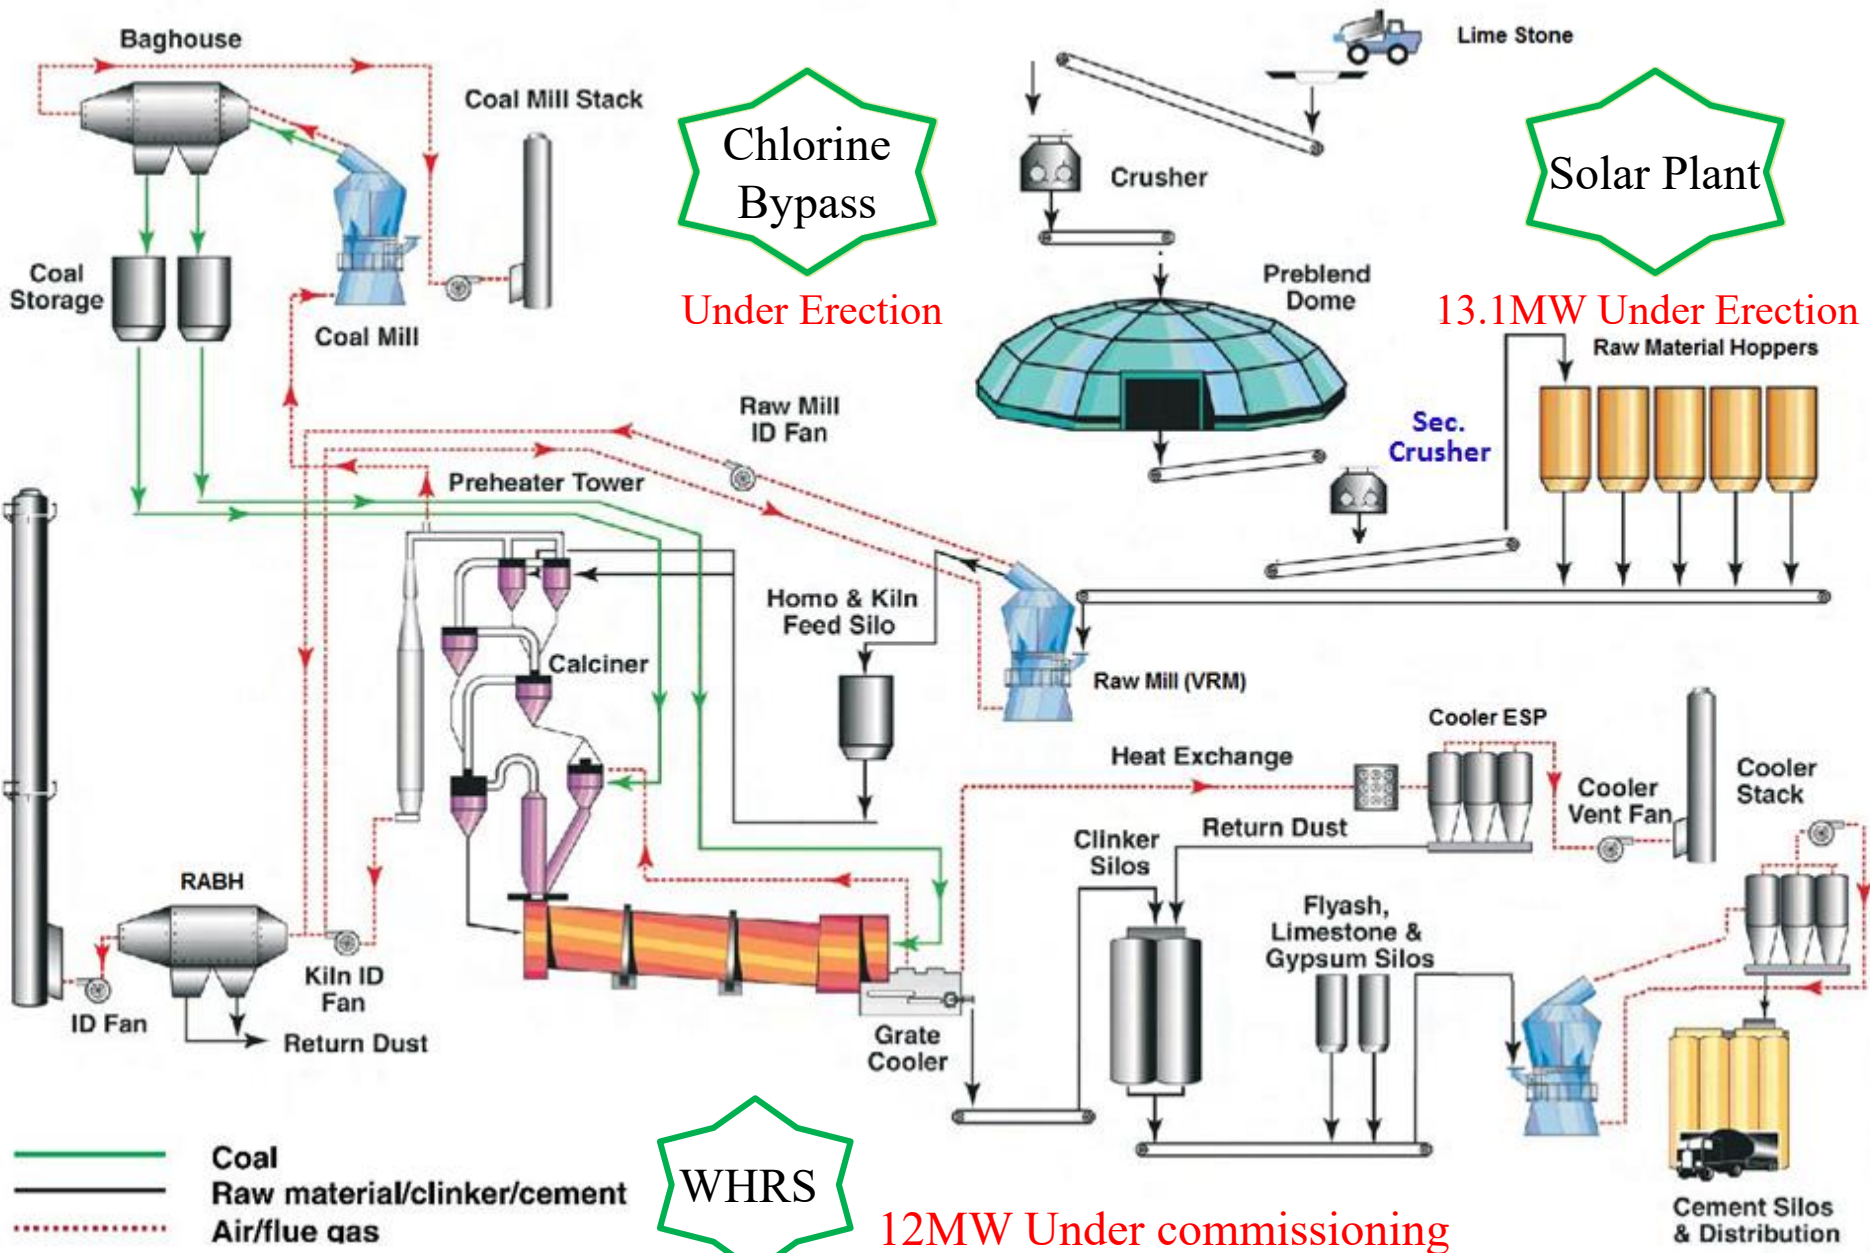 Baghouse
Lime Stone
Coal Mill Stack
Chlorine
Bypass
Crusher
Solar Plant
Coal
Storage
Preblend
Dome
Under Erection
13.1MW Under Erection
Coal Mill
Raw Material Hoppers
Raw Mill
ID Fan
Sec.
Crusher
Preheater Tower
Homo & Kiln
Feed Silo
Calciner
Raw Mill (VRM)
Cooler ESP
Heat Exchange
Cooler
Vent Fan
Cooler
Stack
Return Dust
Clinker
Silos
RABH
Flyash,
Limestone &
Gypsum Silos
Kiln ID
Fan
ID Fan
Return Dust
Grate
Cooler
Coal
Raw material/clinker/cement
Air/flue gas
WHRS
12MW Under commissioning
Cement Silos
& Distribution